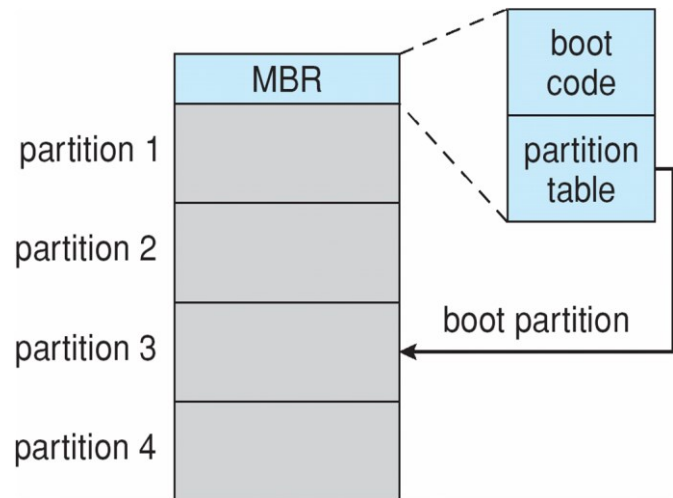 MBR
boot
code
partition
table
partition 1
partition 2
boot partition
partition 3
partition 4